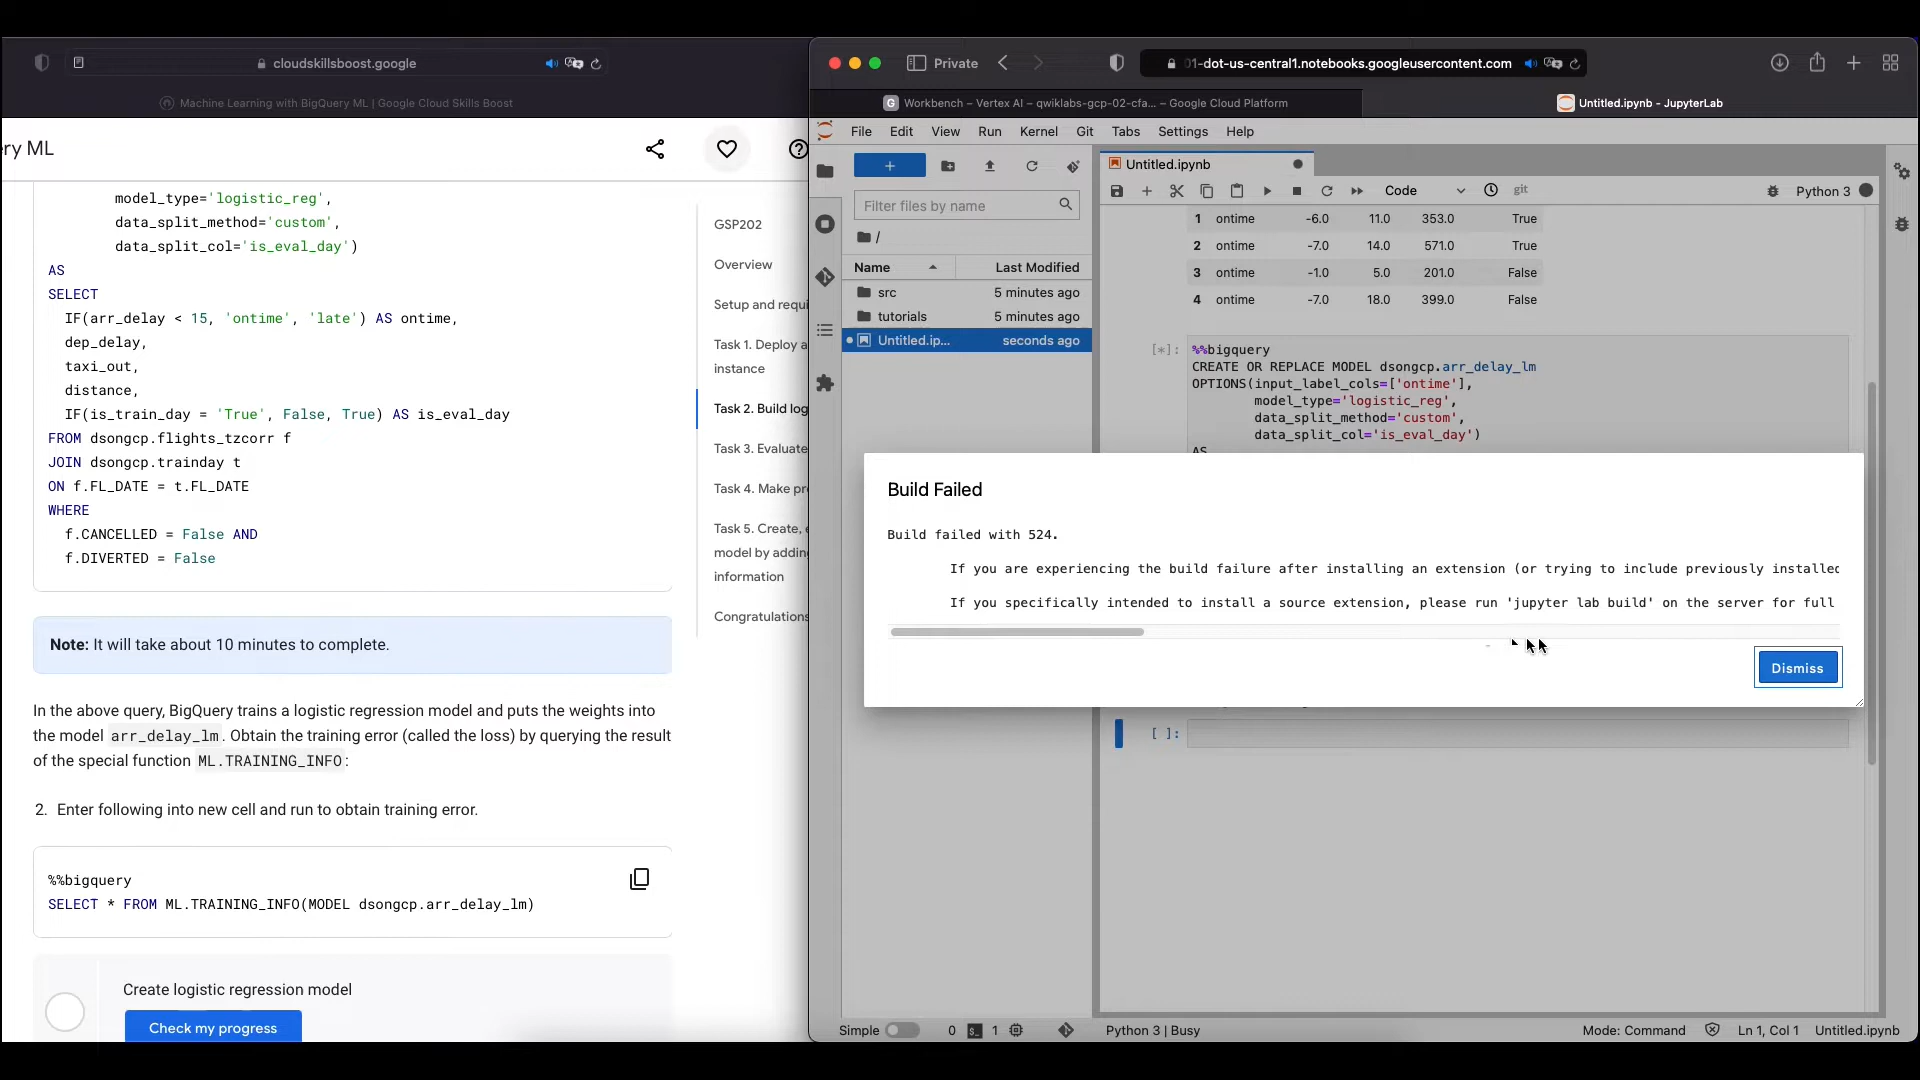 cloudskillsboost.google
Machine Learning with BigQuery ML | Google Cloud Skills Boost
ry ML
model_type='logistic_reg',
data_split_method='custom',
data_split_col='is_eval_day')
AS
SELECT
IF(arr_delay < 15, 'ontime', 'late') AS ontime,
dep_delay,
taxi_out,
distance,
IF(is_train_day = 'True', False, True) AS is_eval_day
FROM dsongcp.flights_tzcorr f
JOIN dsongcp.trainday t
ON f.FL_DATE = t.FL_DATE
WHERE
f.CANCELLED = False AND
f.DIVERTED = False
Note: It will take about 10 minutes to complete.
In the above query, BigQuery trains a logistic regression model and puts the weights into
the model arr_delay_lm. Obtain the training error (called the loss) by querying the result
of the special function ML.TRAINING_INFO:
2. Enter following into new cell and run to obtain training error.
%%bigquery
SELECT * FROM ML.TRAINING_INFO(MODEL dsongcp.arr_delay_lm)
Create logistic regression model
Check my progress
GSP202
Overview
Setup and requi
Task 1. Deploy a
instance
Task 2. Build log
Task 3. Evaluate
Task 4. Make pr
Task 5. Create, e
model by addin
information
Congratulations
Private
1-dot-us-central1.notebooks.googleusercontent.com
Workbench – Vertex AI – qwiklabs-gcp-02-cfa... – Google Cloud Platform
Untitled.ipynb - JupyterLab
File Edit View Run Kernel Git Tabs Settings Help
Filter files by name
/
Name Last Modified
src 5 minutes ago
tutorials 5 minutes ago
Untitled.ip... seconds ago
Untitled.ipynb
Code git Python 3
1 ontime -6.0 11.0 353.0 True
2 ontime -7.0 14.0 571.0 True
3 ontime -1.0 5.0 201.0 False
4 ontime -7.0 18.0 399.0 False
[*]: %%bigquery
CREATE OR REPLACE MODEL dsongcp.arr_delay_lm
OPTIONS(input_label_cols=['ontime'],
model_type='logistic_reg',
data_split_method='custom',
data_split_col='is_eval_day')
AS
Build Failed
Build failed with 524.
If you are experiencing the build failure after installing an extension (or trying to include previously installed
If you specifically intended to install a source extension, please run 'jupyter lab build' on the server for full
Dismiss
[ ]:
Simple 0 1 Python 3 | Busy Mode: Command Ln 1, Col 1 Untitled.ipynb